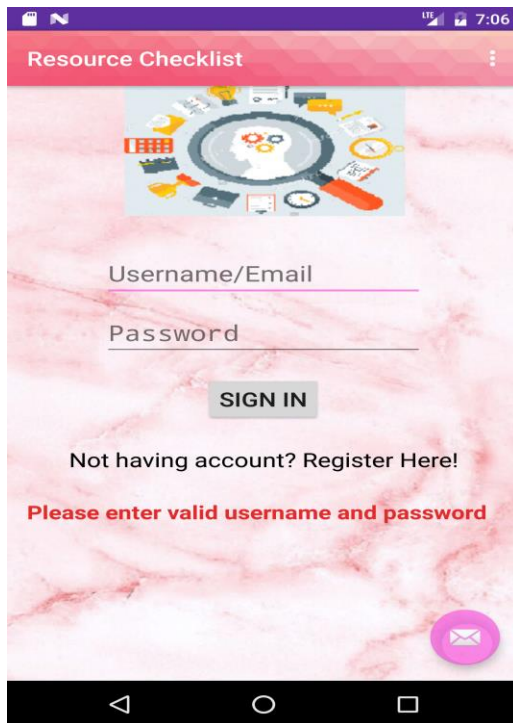 LTE 7:06
Resource Checklist
Username/Email
Password
SIGN IN
Not having account? Register Here!
Please enter valid username and password